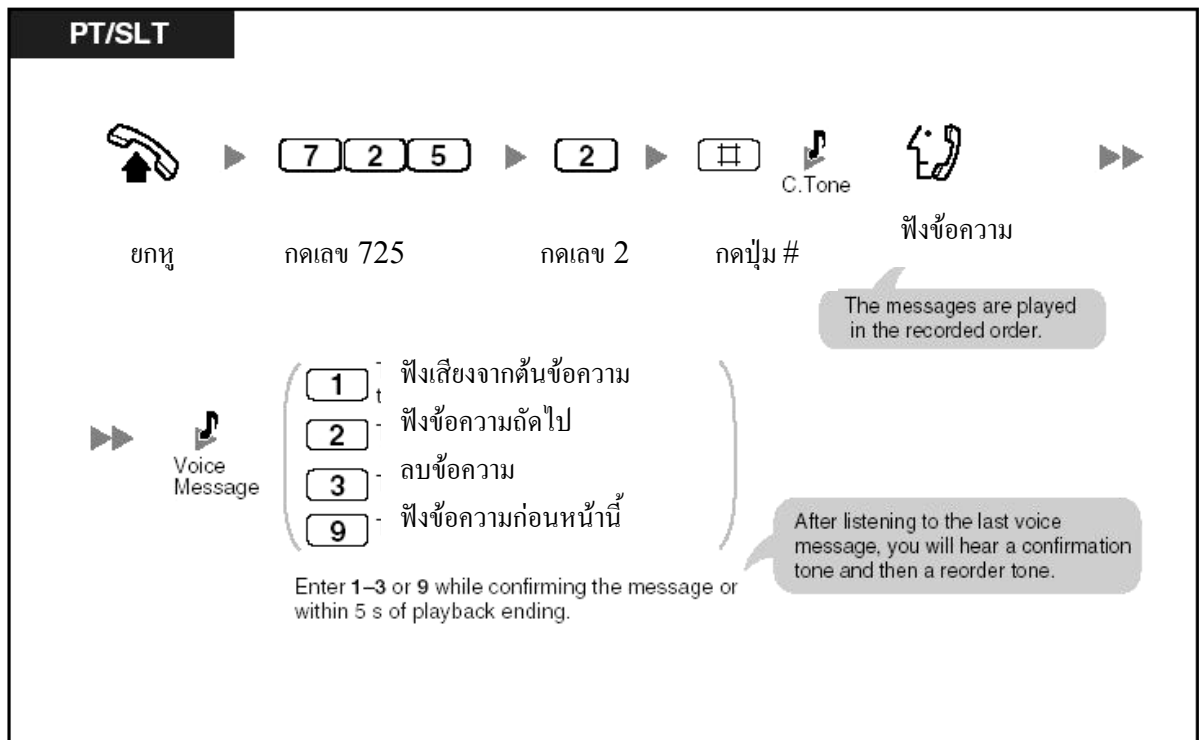 PT/SLT
7 2 5 2 #
C.Tone
ยกหู กดเลข 725 กดเลข 2 กดปุ่ม # ฟังข้อความ
The messages are played
in the recorded order.
Voice
Message
1 t ฟังเสียงจากต้นข้อความ
2 ฟังข้อความถัดไป
3 ลบข้อความ
9 ฟังข้อความก่อนหน้านี้
After listening to the last voice
message, you will hear a confirmation
tone and then a reorder tone.
Enter 1–3 or 9 while confirming the message or
within 5 s of playback ending.